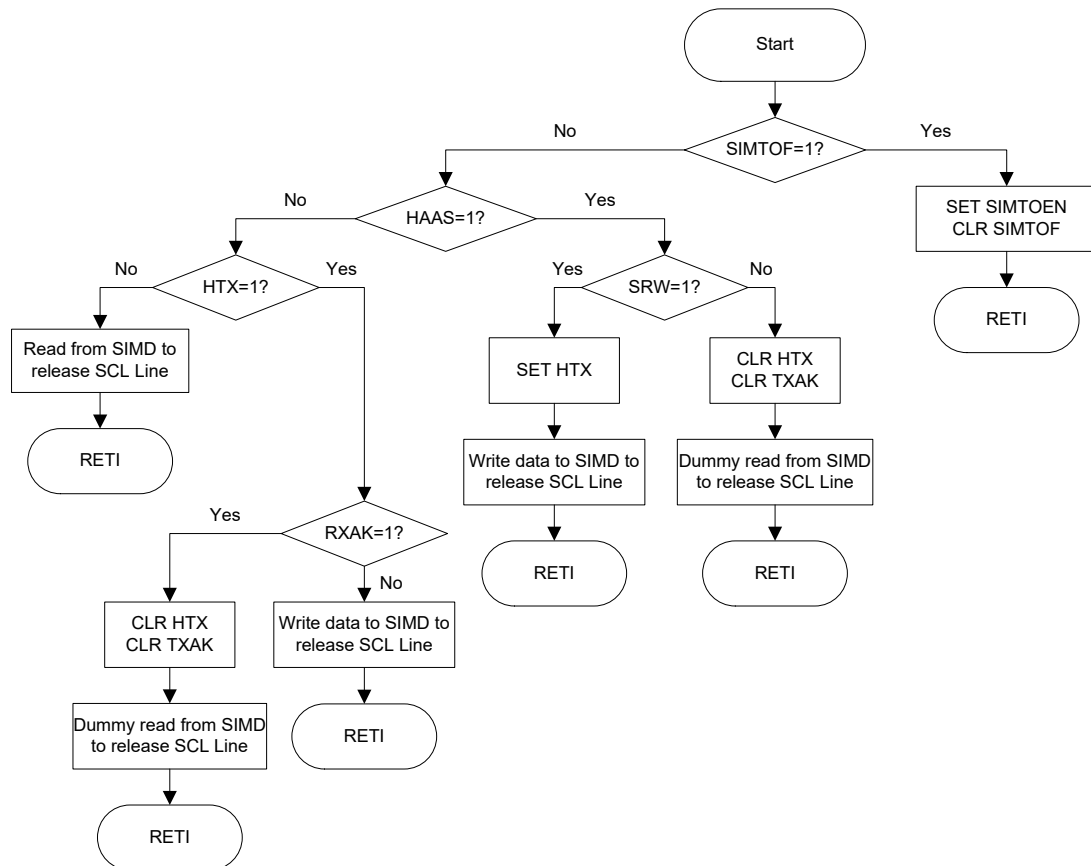 Start
No
Yes
SIMTOF=1?
No
HAAS=1?
Yes
SET SIMTOEN
CLR SIMTOF
No
HTX=1?
Yes
Yes
SRW=1?
No
RETI
Read from SIMD to
release SCL Line
SET HTX
CLR HTX
CLR TXAK
RETI
Write data to SIMD to
release SCL Line
Dummy read from SIMD
to release SCL Line
Yes
RXAK=1?
RETI
RETI
No
CLR HTX
CLR TXAK
Write data to SIMD to
release SCL Line
Dummy read from SIMD
to release SCL Line
RETI
RETI